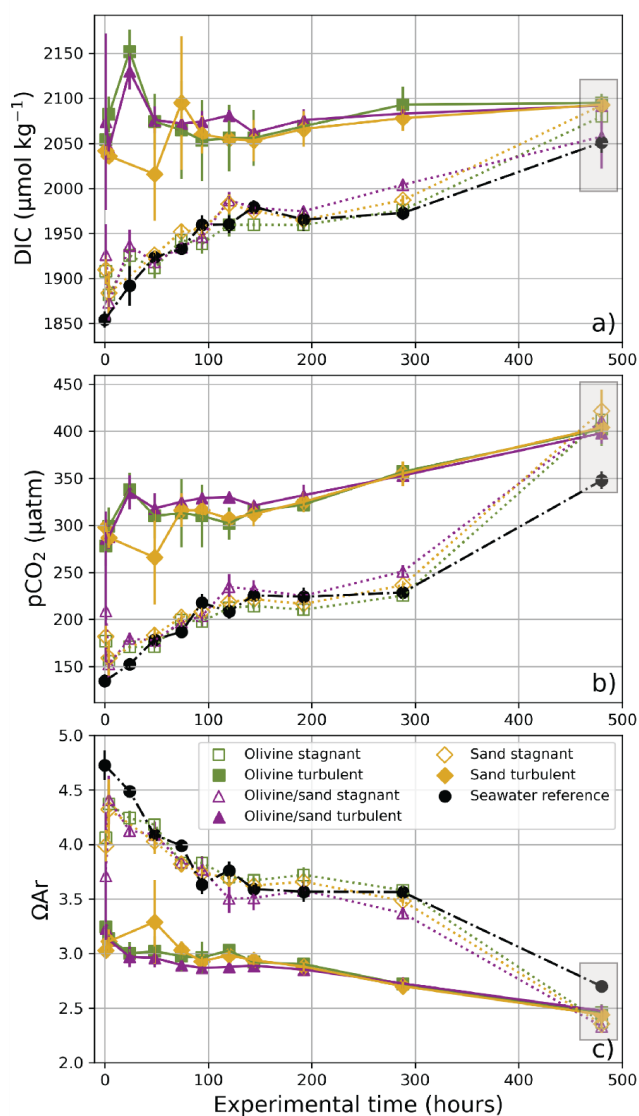 2150
2100
2050
2000
1950
1900
1850
DIC (μmol kg⁻¹)
a)
0 100 200 300 400 500
450
400
350
300
250
200
150
pCO₂ (μatm)
b)
0 100 200 300 400 500
5.0
4.5
4.0
3.5
3.0
2.5
2.0
ΩAr
Olivine stagnant
Olivine turbulent
Olivine/sand stagnant
Olivine/sand turbulent
Sand stagnant
Sand turbulent
Seawater reference
c)
0 100 200 300 400 500
Experimental time (hours)